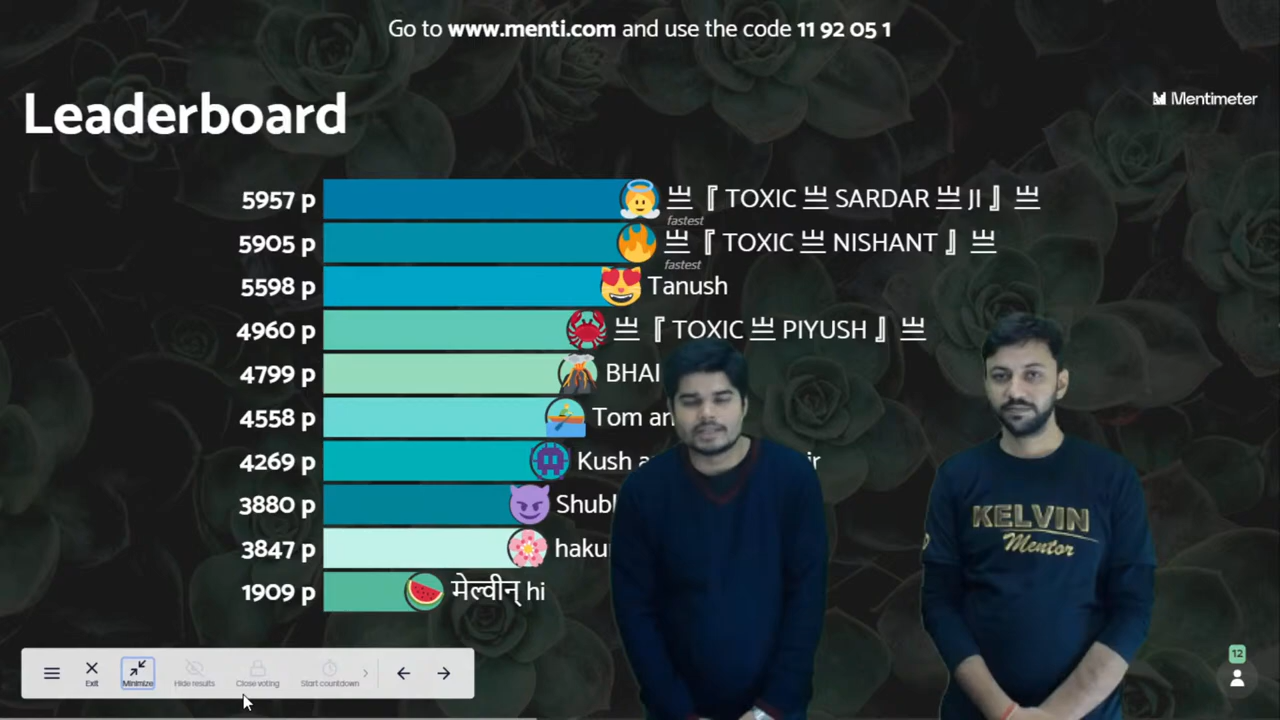 Go to www.menti.com and use the code 11 92 05 1
Leaderboard
Mentimeter
5957 p 亗『 TOXIC 亗 SARDAR 亗 JI 』亗
fastest
5905 p 亗『 TOXIC 亗 NISHANT 』亗
fastest
5598 p Tanush
4960 p 亗『 TOXIC 亗 PIYUSH 』亗
4799 p BHAI
4558 p Tom
4269 p Kush
3880 p
3847 p
1909 p मेल्वीन् hi
KELVIN
Mentor
12
Exit Minimize Hide results Close voting Start countdown